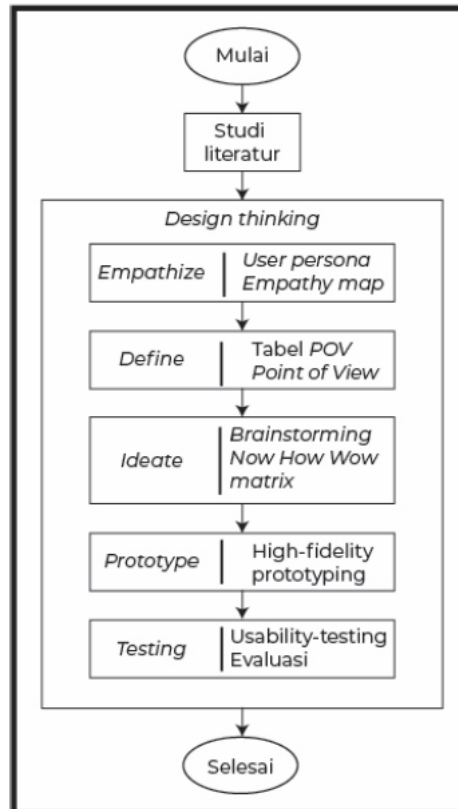 Mulai
Studi
literatur
Design thinking
Empathize
User persona
Empathy map
Define
Tabel POV
Point of View
Ideate
Brainstorming
Now How Wow
matrix
Prototype
High-fidelity
prototyping
Testing
Usability-testing
Evaluasi
Selesai